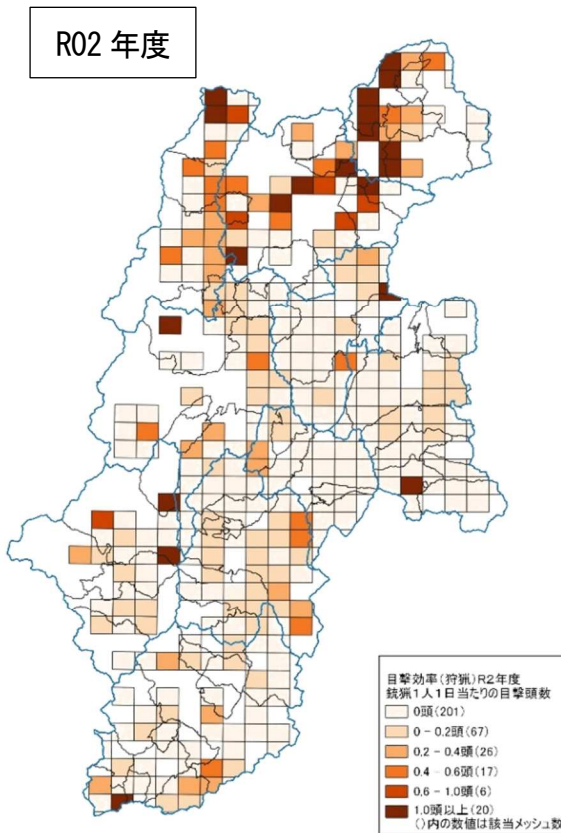 R02 年度
目撃効率(狩猟)R2年度
銃猟1人1日当たりの目撃頭数
0頭(201)
0 - 0.2頭(67)
0.2 - 0.4頭(26)
0.4 - 0.6頭(17)
0.6 - 1.0頭(6)
1.0頭以上(20)
()内の数値は該当メッシュ数